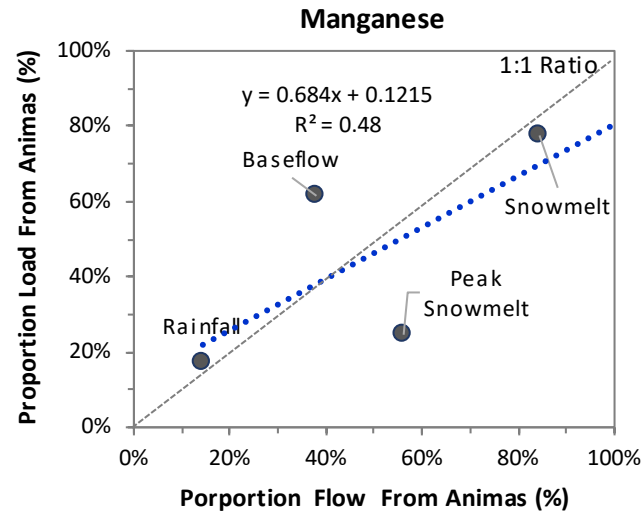 Manganese
100%
80%
60%
40%
20%
0%
Proportion Load From Animas (%)
1:1 Ratio
y = 0.684x + 0.1215
R² = 0.48
Baseflow
Snowmelt
Peak
Snowmelt
Rainfall
0%
20%
40%
60%
80%
100%
Porportion Flow From Animas (%)